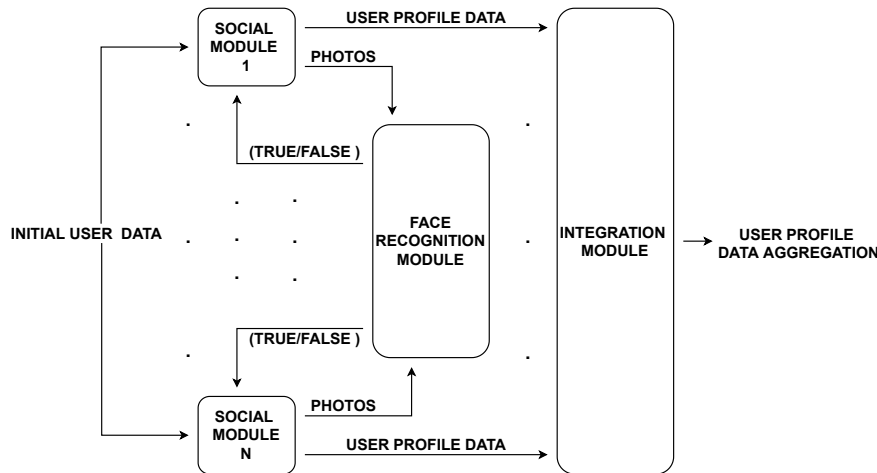 SOCIAL
MODULE
1
USER PROFILE DATA
PHOTOS
(TRUE/FALSE )
INITIAL USER  DATA
FACE
RECOGNITION
MODULE
INTEGRATION
MODULE
USER PROFILE
DATA AGGREGATION
(TRUE/FALSE )
SOCIAL
MODULE
N
PHOTOS
USER PROFILE DATA